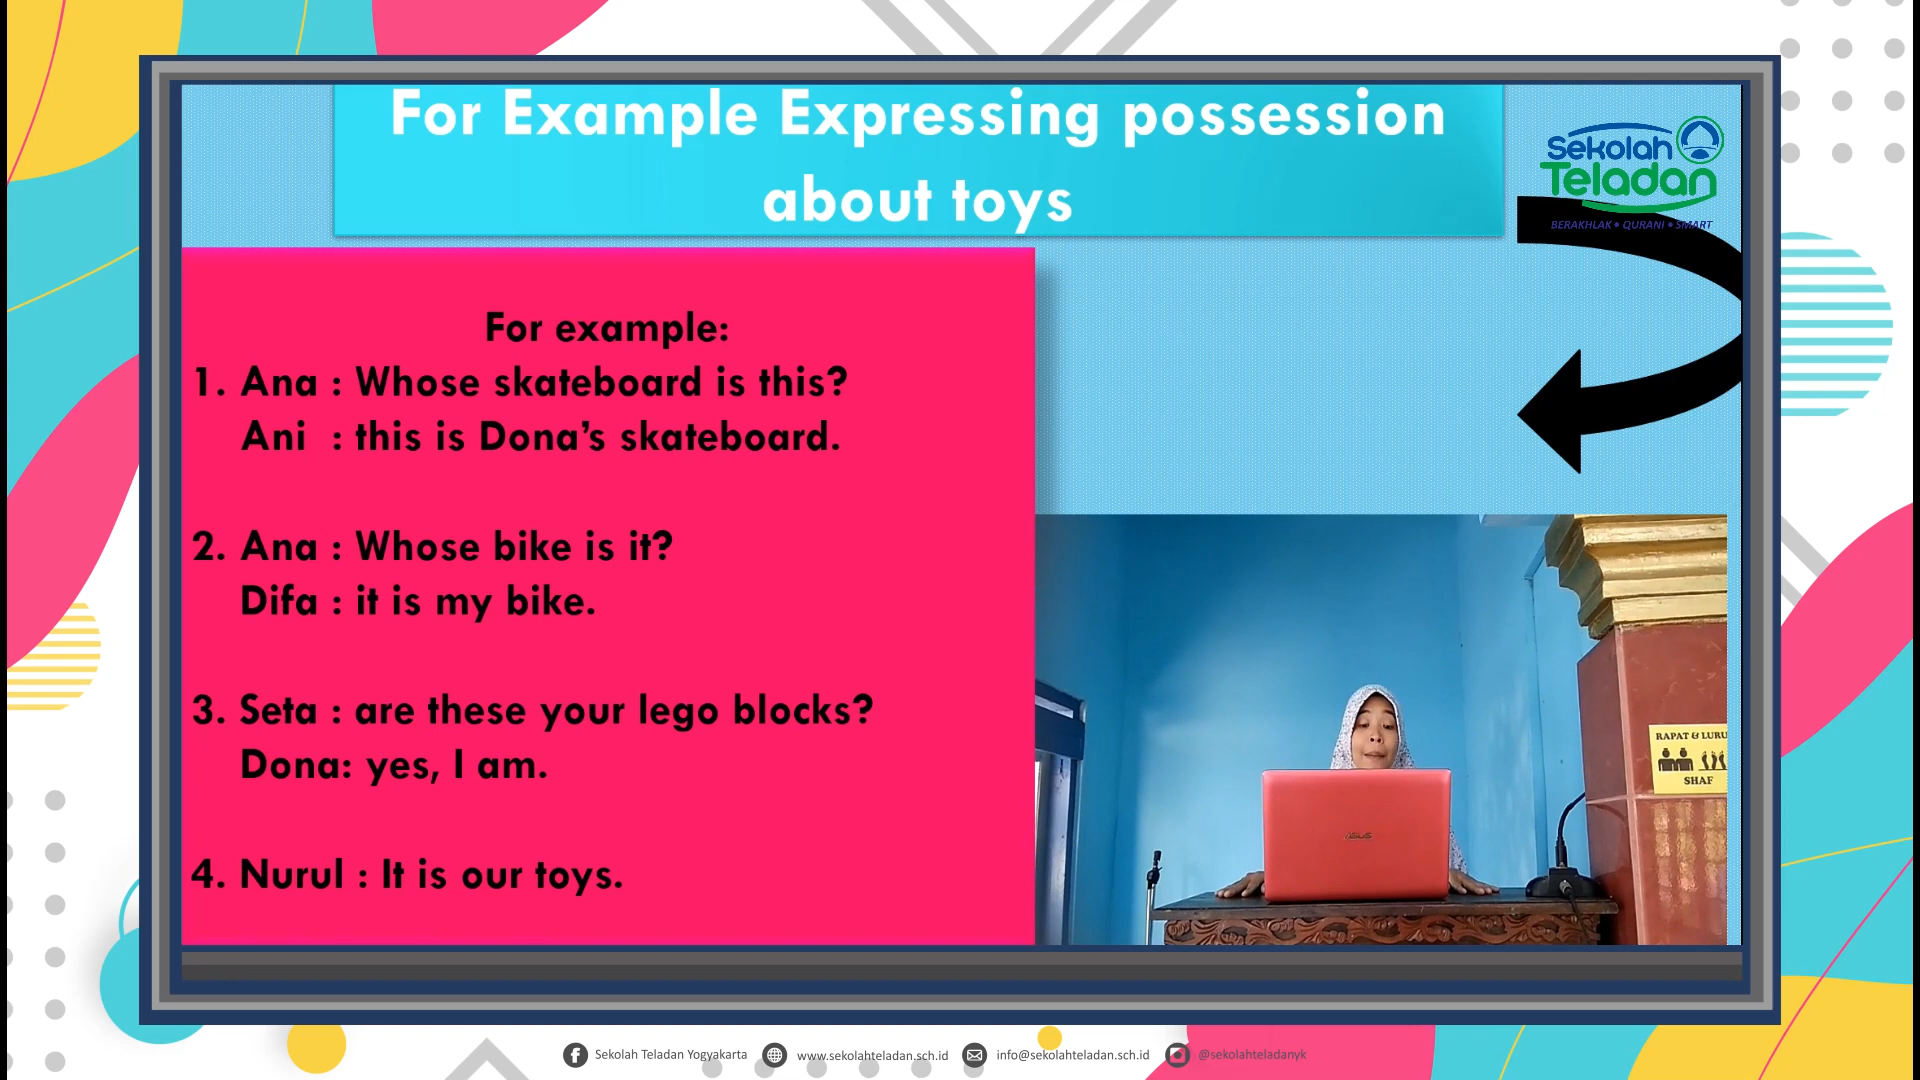 For Example Expressing possession
about toys
Sekolah
Teladan
BERAKHLAK • QURANI • SMART
For example:
1. Ana : Whose skateboard is this?
Ani : this is Dona’s skateboard.
2. Ana : Whose bike is it?
Difa : it is my bike.
3. Seta : are these your lego blocks?
Dona: yes, I am.
4. Nurul : It is our toys.
RAPAT & LURU
SHAF
ASUS
Sekolah Teladan Yogyakarta
www.sekolahteladan.sch.id
info@sekolahteladan.sch.id
@sekolahteladanyk